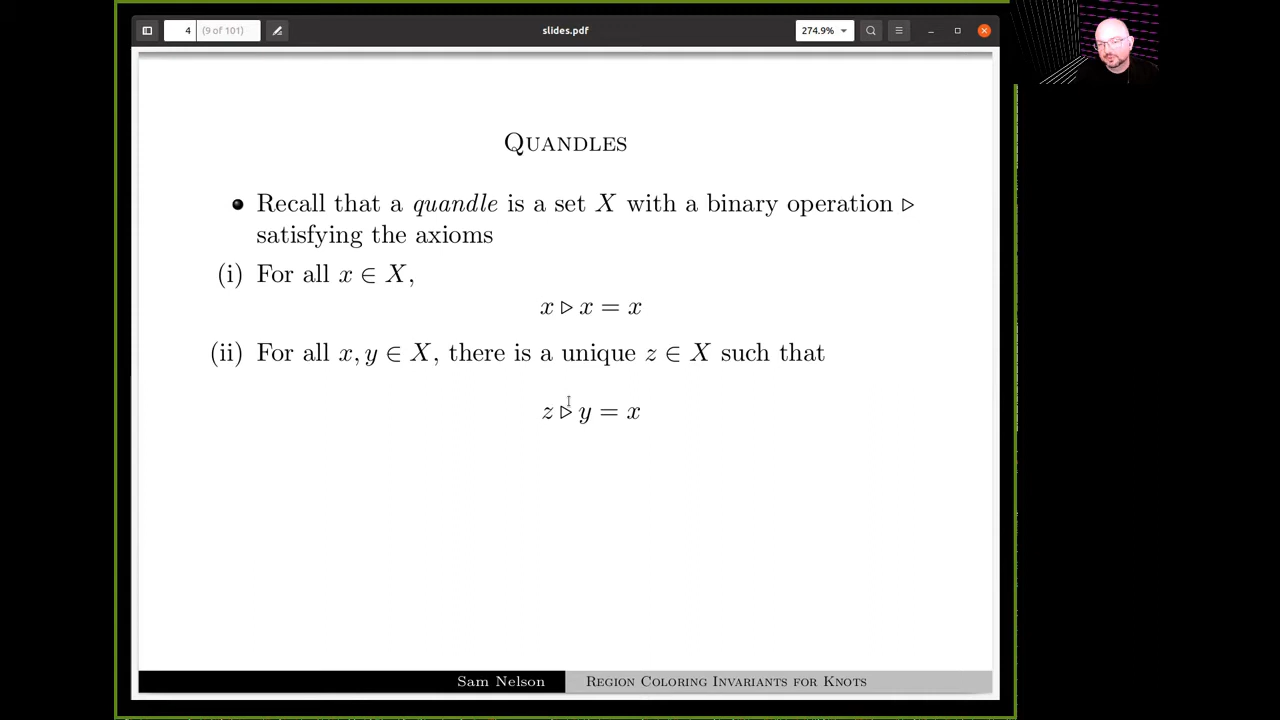 4 (9 of 101) slides.pdf 274.9%
Quandles
Recall that a quandle is a set X with a binary operation ▷
satisfying the axioms
(i) For all x ∈ X,
x ▷ x = x
(ii) For all x, y ∈ X, there is a unique z ∈ X such that
z ▷ y = x
Sam Nelson Region Coloring Invariants for Knots